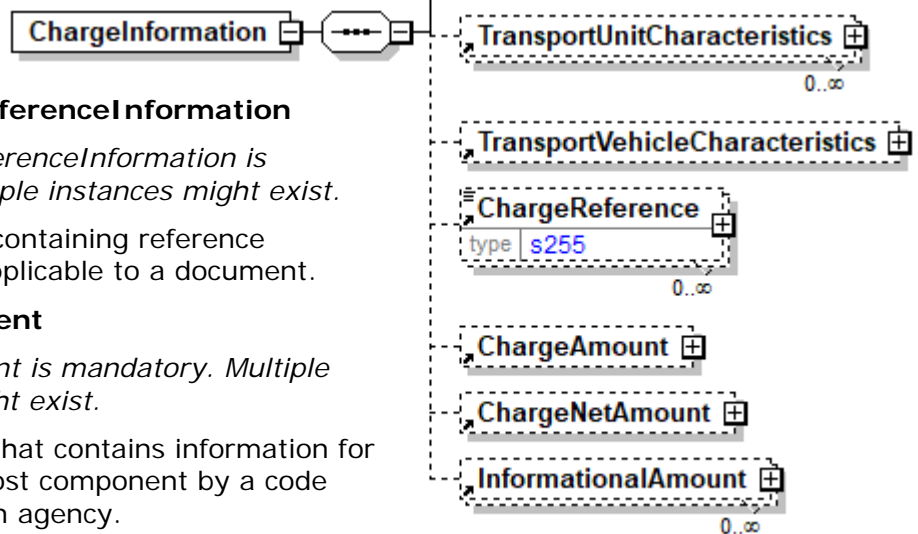 ChargeInformation
ferenceInformation
erenceInformation is
ple instances might exist.
containing reference
pplicable to a document.
ent
nt is mandatory. Multiple
ht exist.
hat contains information for
ost component by a code
n agency.
TransportUnitCharacteristics
0..∞
TransportVehicleCharacteristics
ChargeReference
type s255
0..∞
ChargeAmount
ChargeNetAmount
InformationalAmount
0..∞